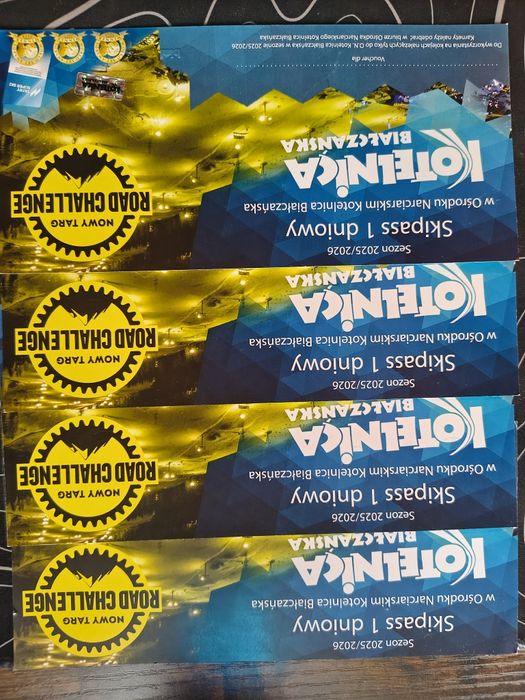 Sezon 2025/2026
Skipass 1 dniowy
w Ośrodku Narciarskim Kotelnica Białczańska
KOTELNICA
BIAŁCZAŃSKA
NOWY TARG
ROAD CHALLENGE
Sezon 2025/2026
Skipass 1 dniowy
w Ośrodku Narciarskim Kotelnica Białczańska
KOTELNICA
BIAŁCZAŃSKA
NOWY TARG
ROAD CHALLENGE
Sezon 2025/2026
Skipass 1 dniowy
w Ośrodku Narciarskim Kotelnica Białczańska
KOTELNICA
BIAŁCZAŃSKA
NOWY TARG
ROAD CHALLENGE
Sezon 2025/2026
Skipass 1 dniowy
w Ośrodku Narciarskim Kotelnica Białczańska
KOTELNICA
BIAŁCZAŃSKA
NOWY TARG
ROAD CHALLENGE
Voucher dla
Do wykorzystania na kolejach należących tylko do O.N. Kotelnica Białczańska w sezonie 2025/2026
Karnety należy odebrać w biurze Ośrodka Narciarskiego Kotelnica Białczańska
TATRY
SUPER SKI